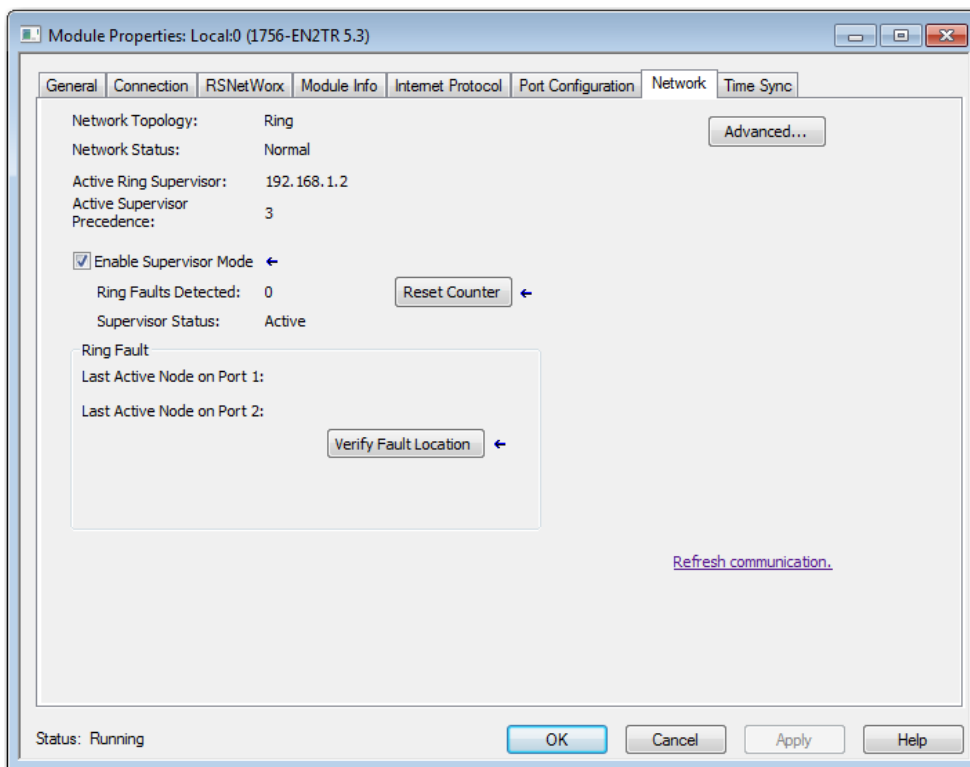 Module Properties: Local:0 (1756-EN2TR 5.3)
General Connection RSNetWorx Module Info Internet Protocol Port Configuration Network Time Sync
Network Topology: Ring
Advanced...
Network Status: Normal
Active Ring Supervisor: 192.168.1.2
Active Supervisor
Precedence: 3
Enable Supervisor Mode
Ring Faults Detected: 0 Reset Counter
Supervisor Status: Active
Ring Fault
Last Active Node on Port 1:
Last Active Node on Port 2:
Verify Fault Location
Refresh communication.
Status: Running OK Cancel Apply Help